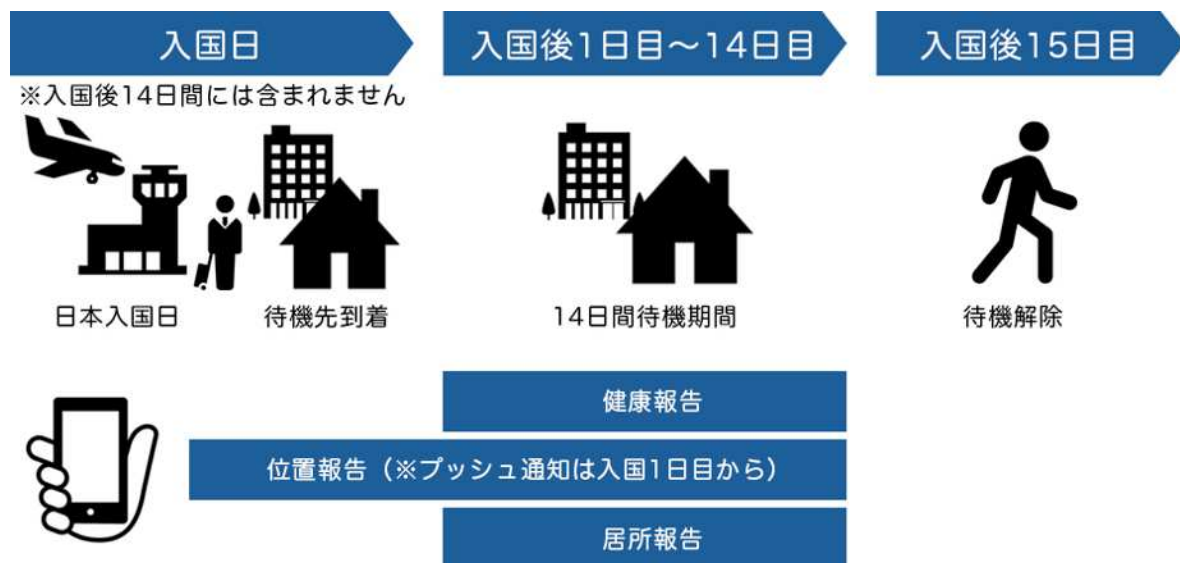 入国日
入国後1日目～14日目
入国後15日目
※入国後14日間には含まれません
日本入国日
待機先到着
14日間待機期間
待機解除
健康報告
位置報告（※プッシュ通知は入国1日目から）
居所報告